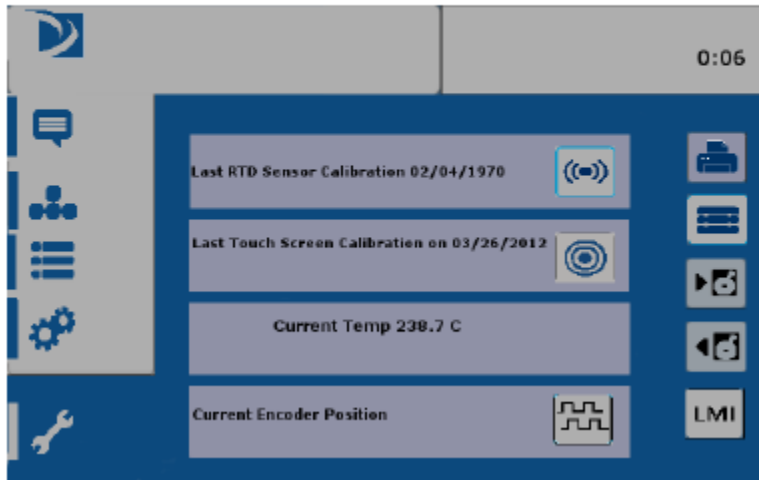 0:06
Last RTD Sensor Calibration 02/04/1970
Last Touch Screen Calibration on 03/26/2012
Current Temp 238.7 C
Current Encoder Position
LMI